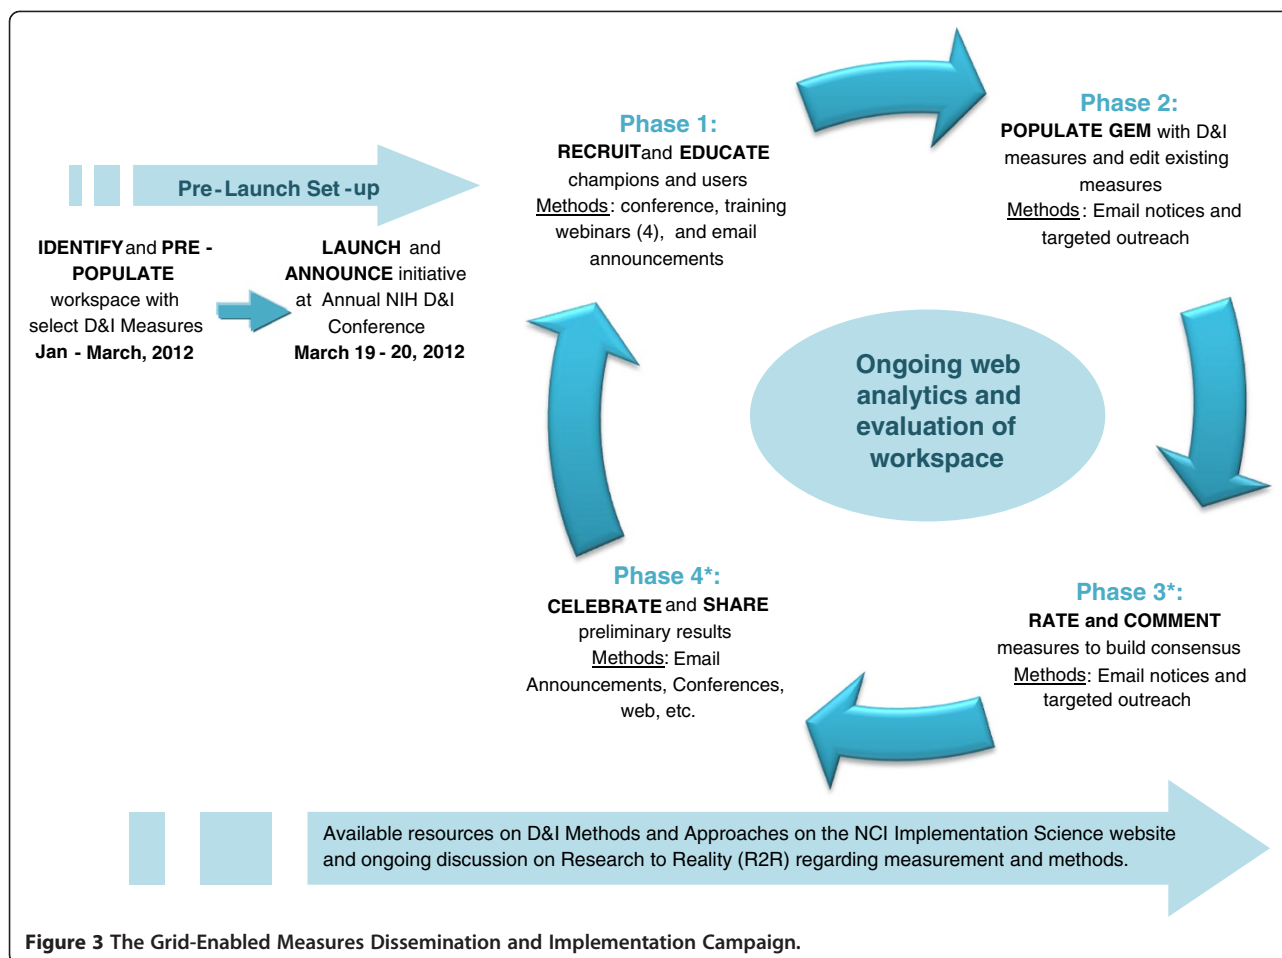 Pre-Launch Set-up
IDENTIFY and PRE -
POPULATE
workspace with
select D&I Measures
Jan - March, 2012
LAUNCH and
ANNOUNCE initiative
at Annual NIH D&I
Conference
March 19 - 20, 2012
Phase 1:
RECRUIT and EDUCATE
champions and users
Methods: conference, training
webinars (4), and email
announcements
Phase 2:
POPULATE GEM with D&I
measures and edit existing
measures
Methods: Email notices and
targeted outreach
Ongoing web
analytics and
evaluation of
workspace
Phase 3*:
RATE and COMMENT
measures to build consensus
Methods: Email notices and
targeted outreach
Phase 4*:
CELEBRATE and SHARE
preliminary results
Methods: Email
Announcements, Conferences,
web, etc.
Available resources on D&I Methods and Approaches on the NCI Implementation Science website
and ongoing discussion on Research to Reality (R2R) regarding measurement and methods.
Figure 3 The Grid-Enabled Measures Dissemination and Implementation Campaign.